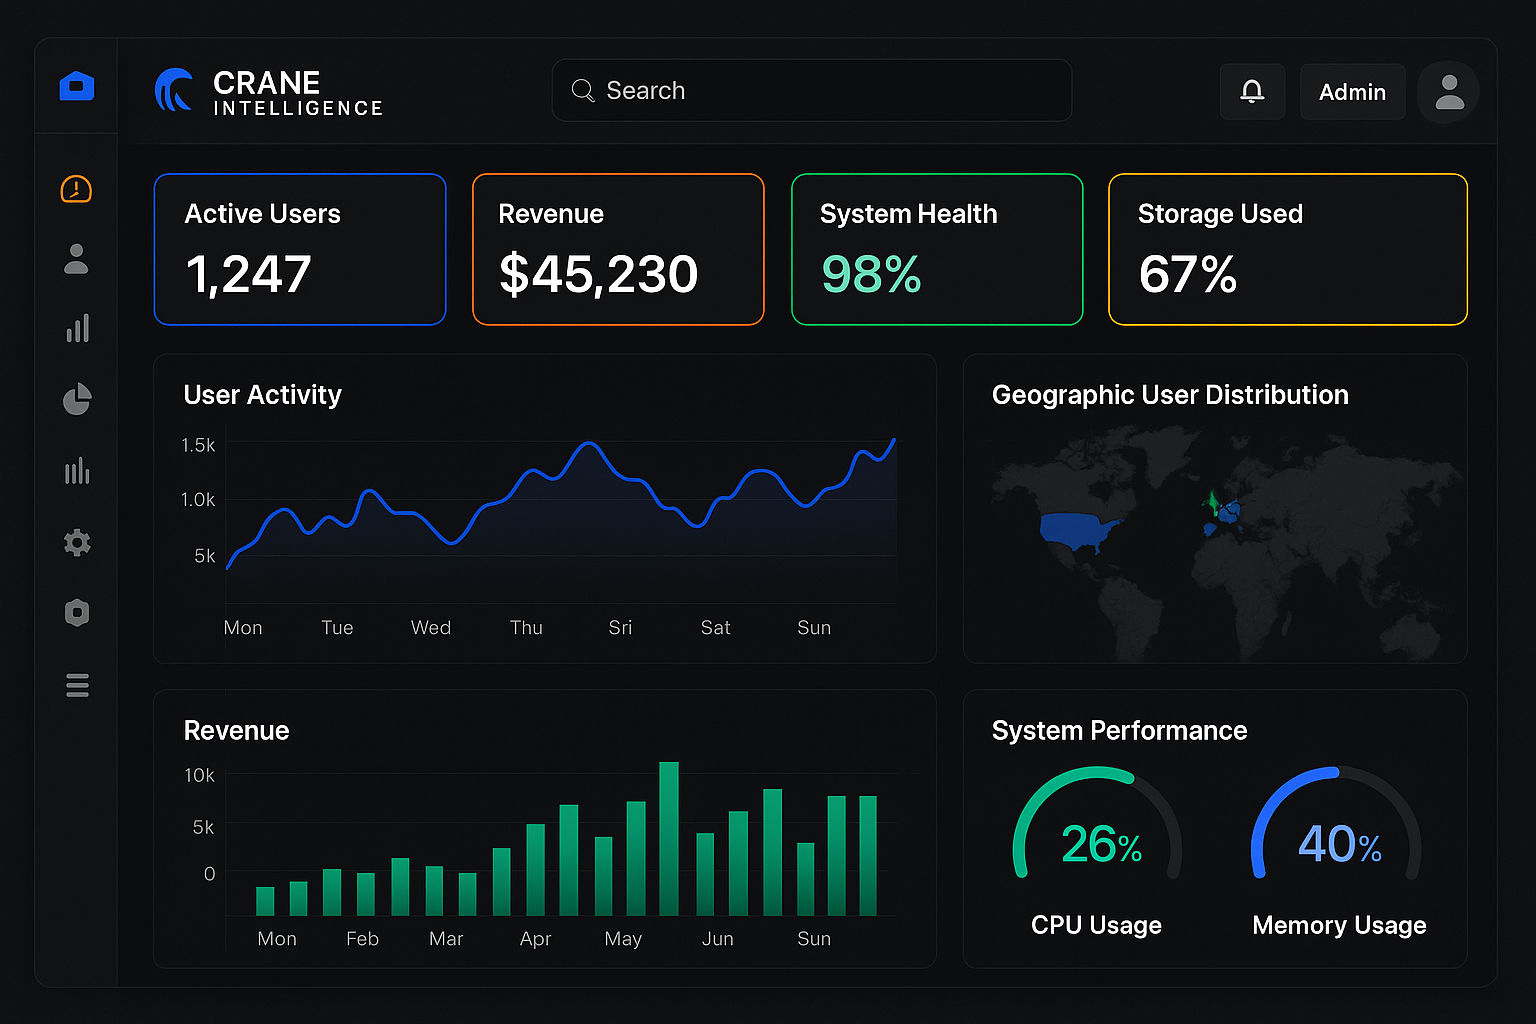 CRANE
INTELLIGENCE
Search
Admin
Active Users
1,247
Revenue
$45,230
System Health
98%
Storage Used
67%
User Activity
1.5k
1.0k
5k
Mon Tue Wed Thu Sri Sat Sun
Geographic User Distribution
Revenue
10k
5k
0
Mon Feb Mar Apr May Jun Sun
System Performance
26%
CPU Usage
40%
Memory Usage